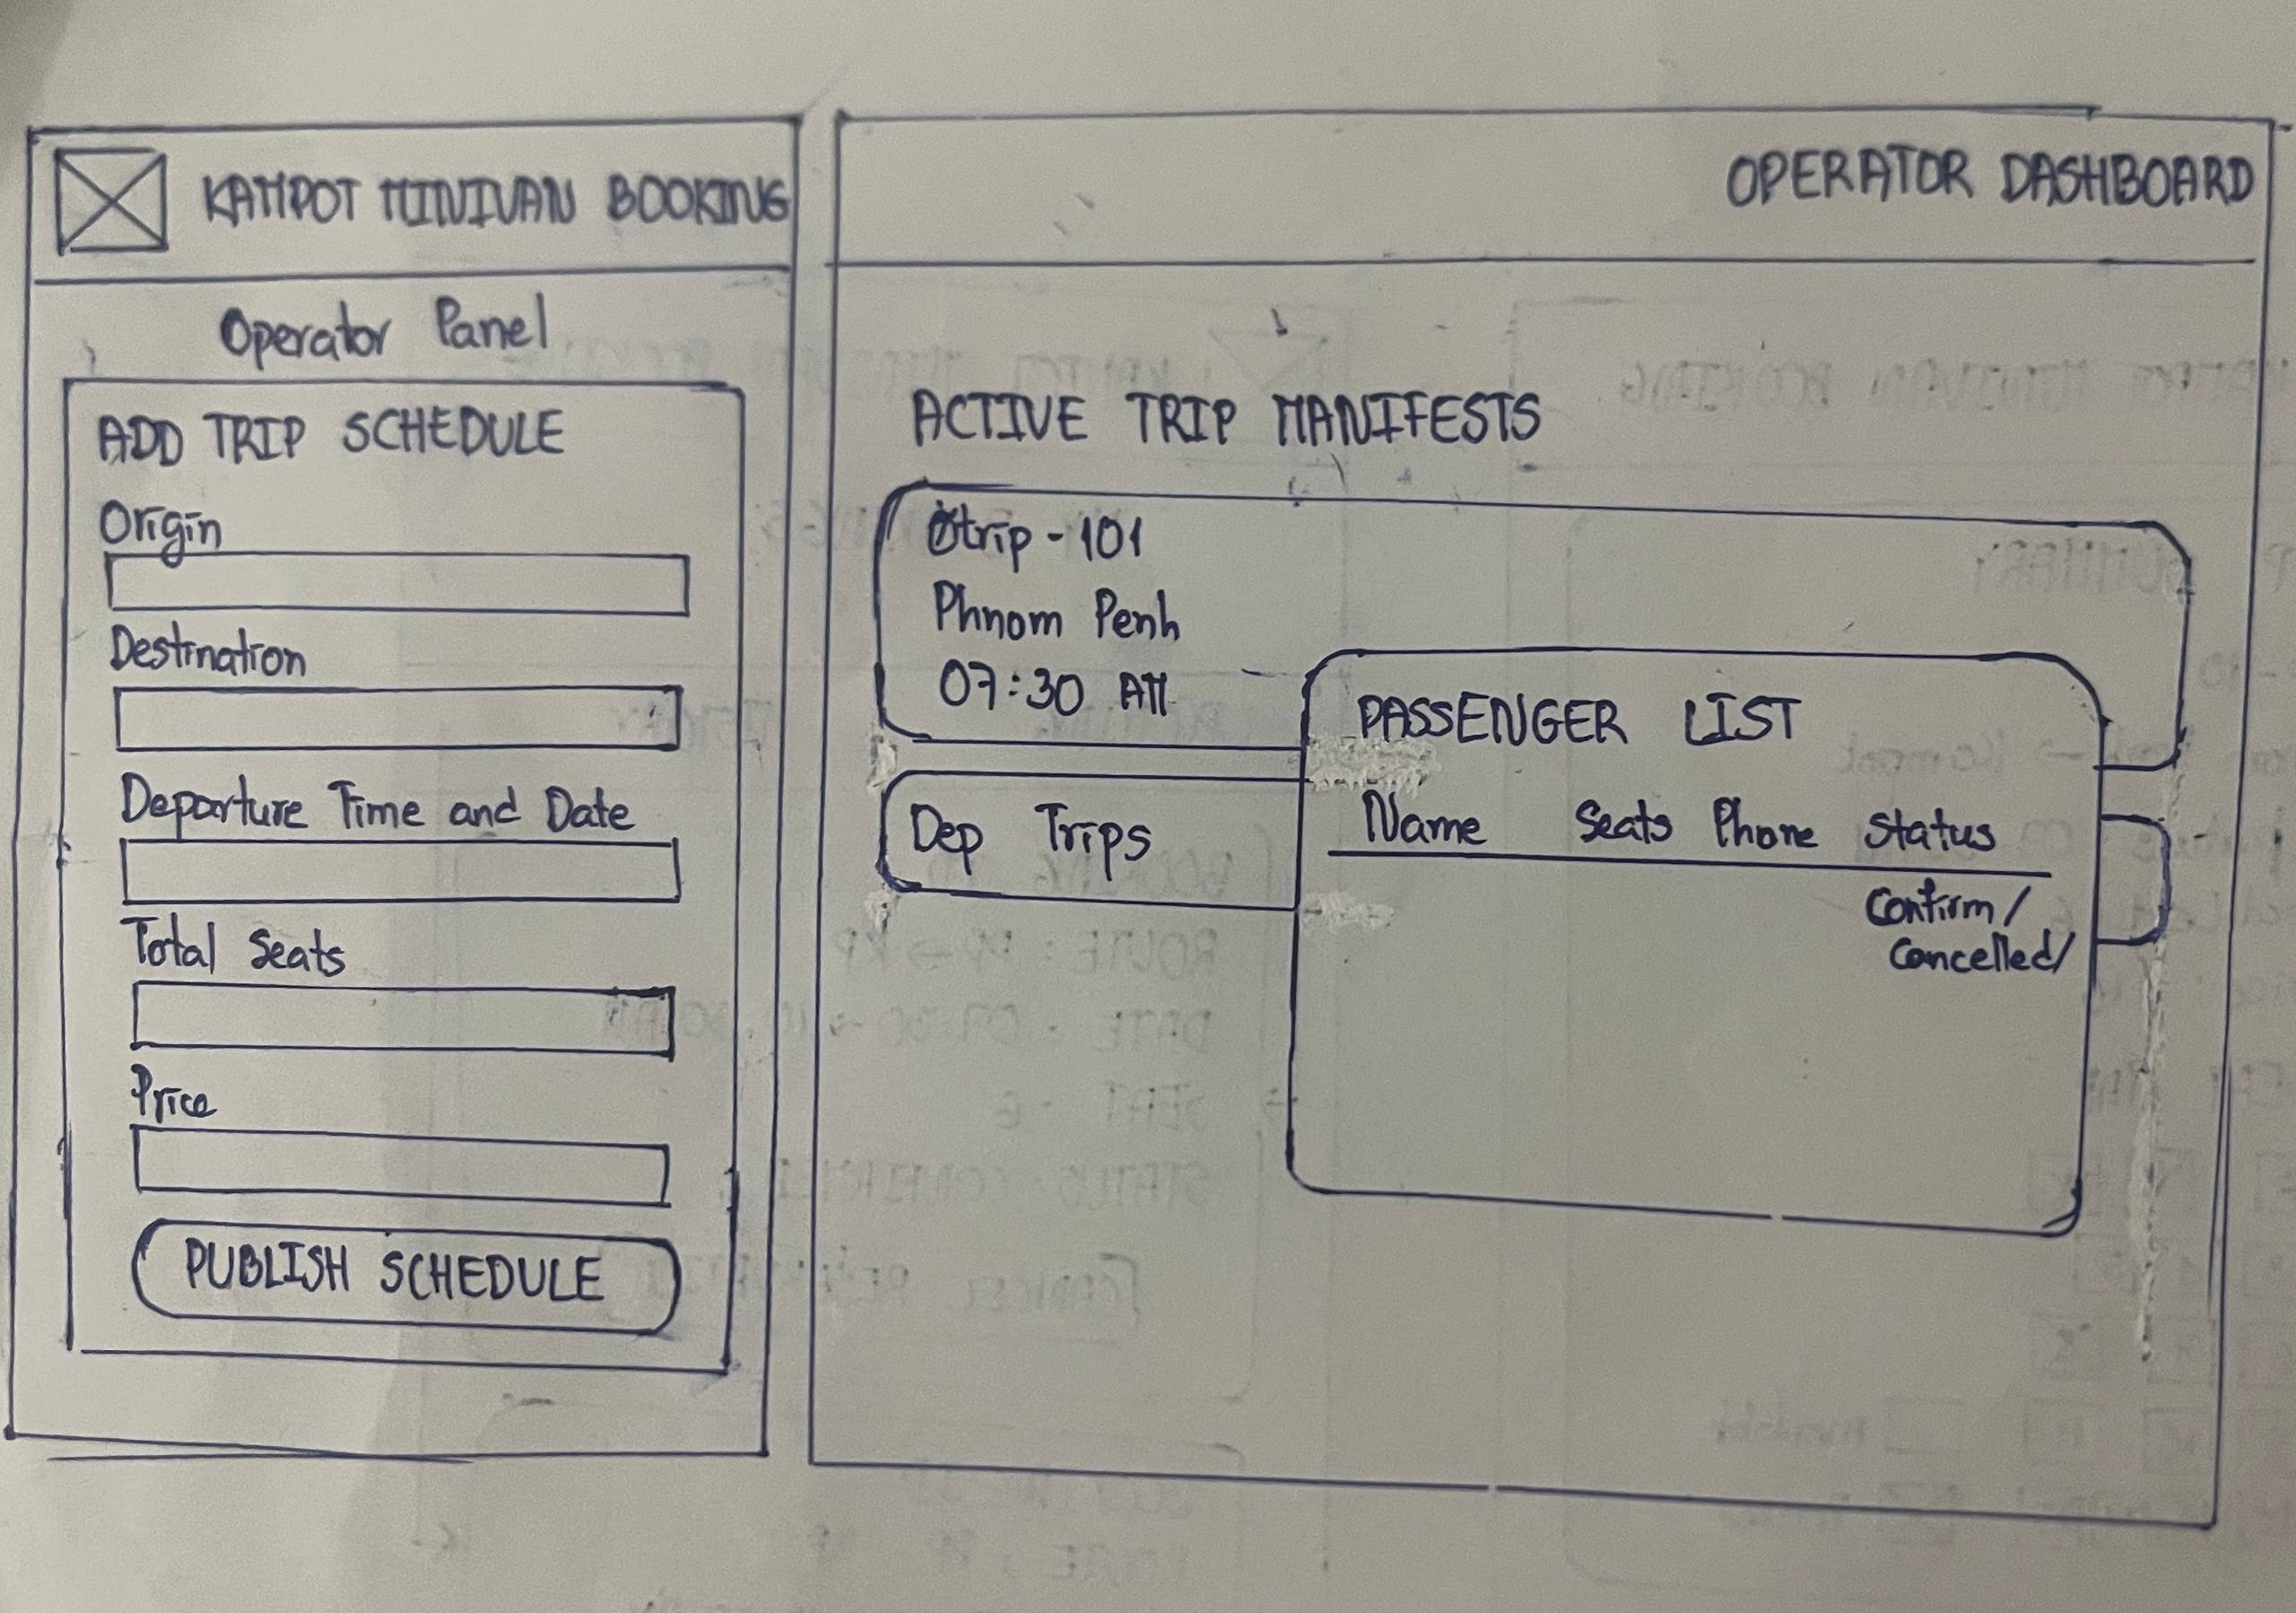 KAMPOT MINIVAN BOOKING
Operator Panel
ADD TRIP SCHEDULE
Origin
Destination
Departure Time and Date
Total Seats
Price
PUBLISH SCHEDULE
OPERATOR DASHBOARD
ACTIVE TRIP MANIFESTS
trip - 101
Phnom Penh
07:30 AM
Dep Trips
PASSENGER LIST
Name Seats Phone Status
Confirm/
Cancelled/